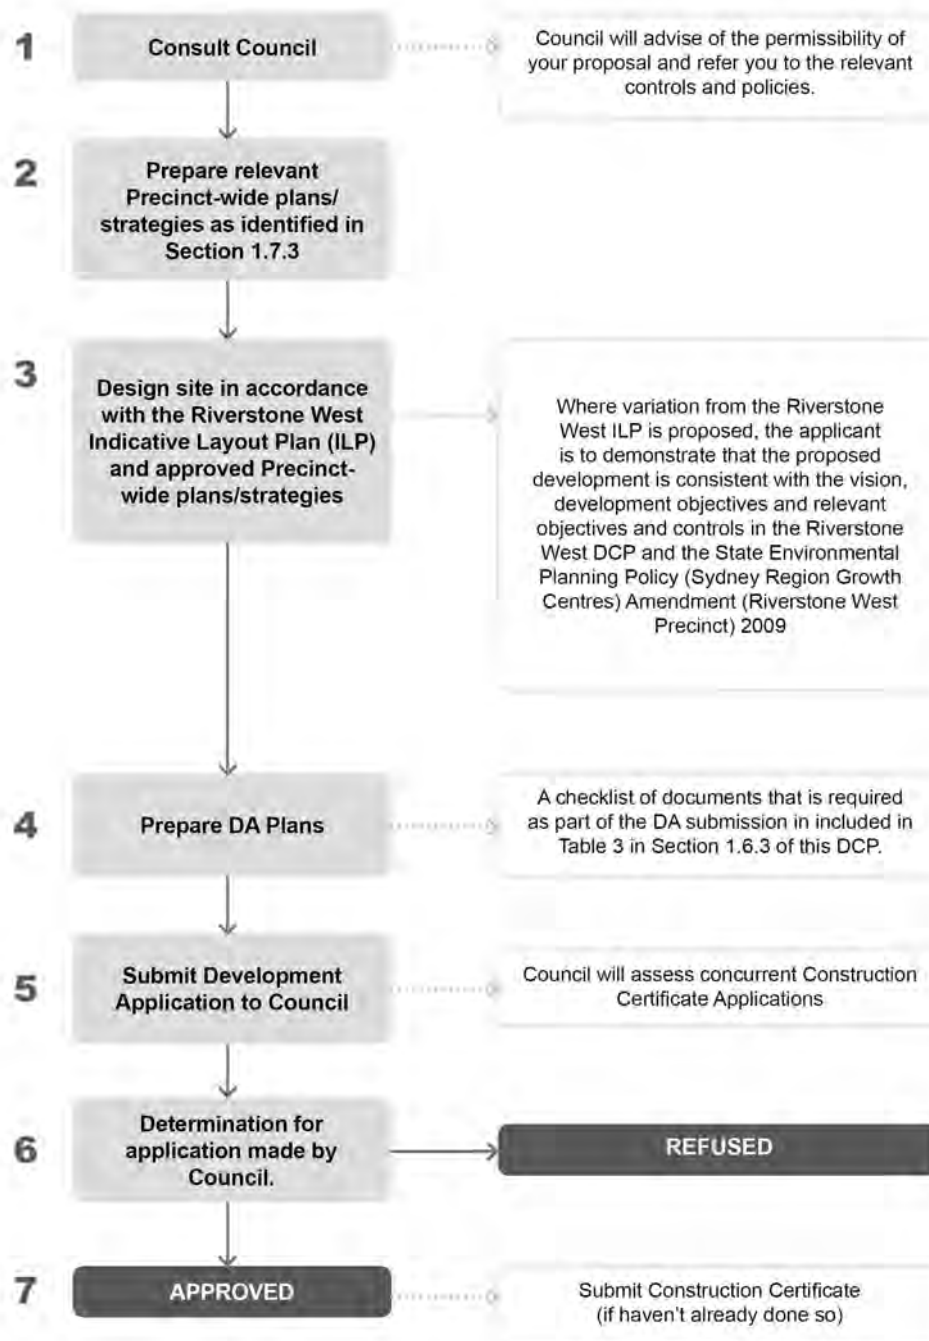 1
Consult Council
Council will advise of the permissibility of
your proposal and refer you to the relevant
controls and policies.
2
Prepare relevant
Precinct-wide plans/
strategies as identified in
Section 1.7.3
3
Design site in accordance
with the Riverstone West
Indicative Layout Plan (ILP)
and approved Precinct-
wide plans/strategies
Where variation from the Riverstone
West ILP is proposed, the applicant
is to demonstrate that the proposed
development is consistent with the vision,
development objectives and relevant
objectives and controls in the Riverstone
West DCP and the State Environmental
Planning Policy (Sydney Region Growth
Centres) Amendment (Riverstone West
Precinct) 2009
4
Prepare DA Plans
A checklist of documents that is required
as part of the DA submission in included in
Table 3 in Section 1.6.3 of this DCP.
5
Submit Development
Application to Council
Council will assess concurrent Construction
Certificate Applications
6
Determination for
application made by
Council.
REFUSED
7
APPROVED
Submit Construction Certificate
(if haven't already done so)